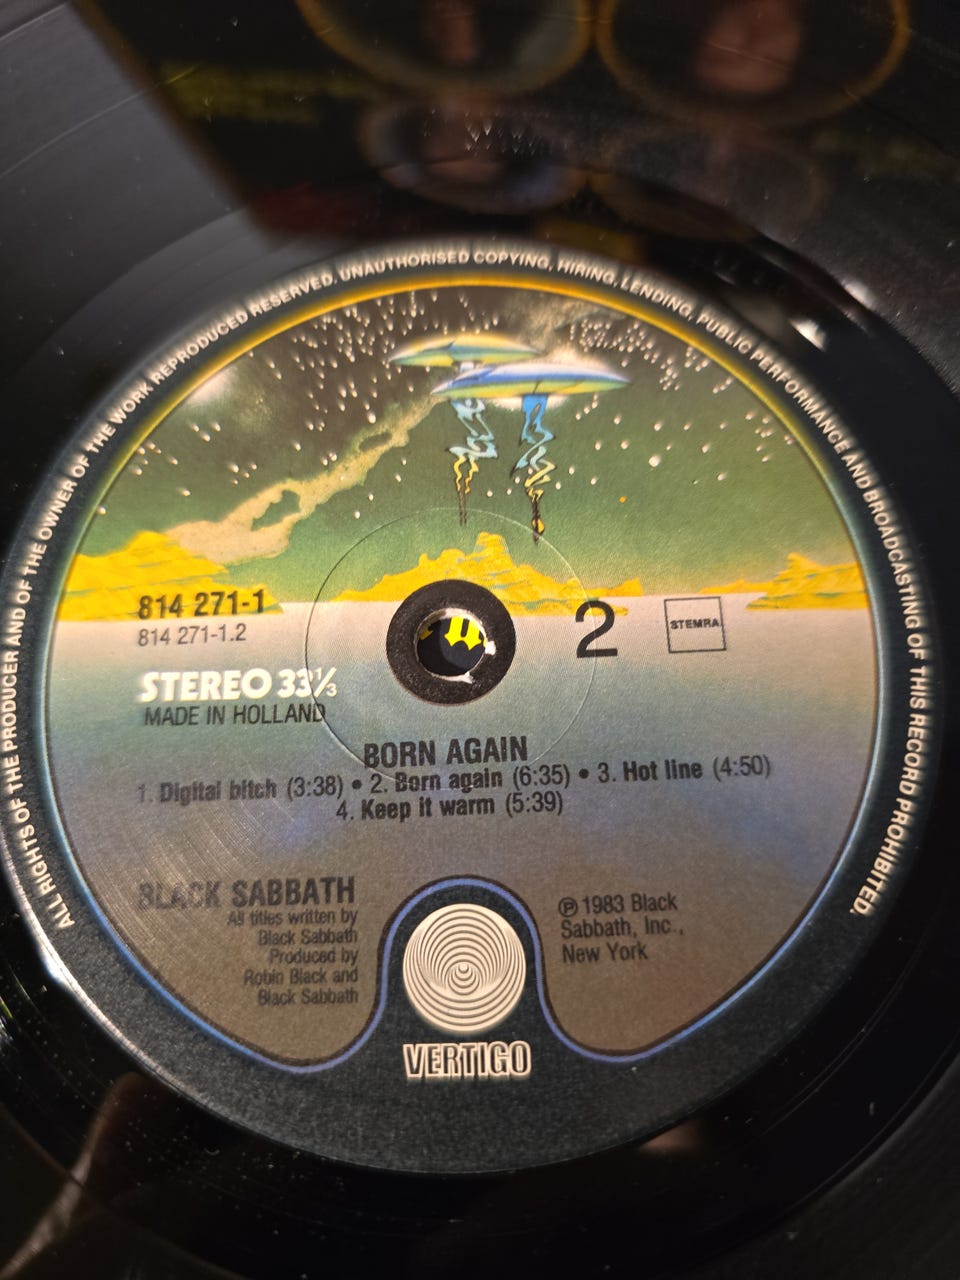 ALL RIGHTS OF THE PRODUCER AND OF THE OWNER OF THE WORK REPRODUCED RESERVED. UNAUTHORISED COPYING, HIRING, LENDING, PUBLIC PERFORMANCE AND BROADCASTING OF THIS RECORD PROHIBITED.
814 271-1
814 271-1.2
2
STEMRA
STEREO 33⅓
MADE IN HOLLAND
BORN AGAIN
1. Digital bitch (3:38) • 2. Born again (6:35) • 3. Hot line (4:50)
4. Keep it warm (5:39)
BLACK SABBATH
All titles written by
Black Sabbath
Produced by
Robin Black and
Black Sabbath
℗ 1983 Black
Sabbath, Inc.,
New York
VERTIGO